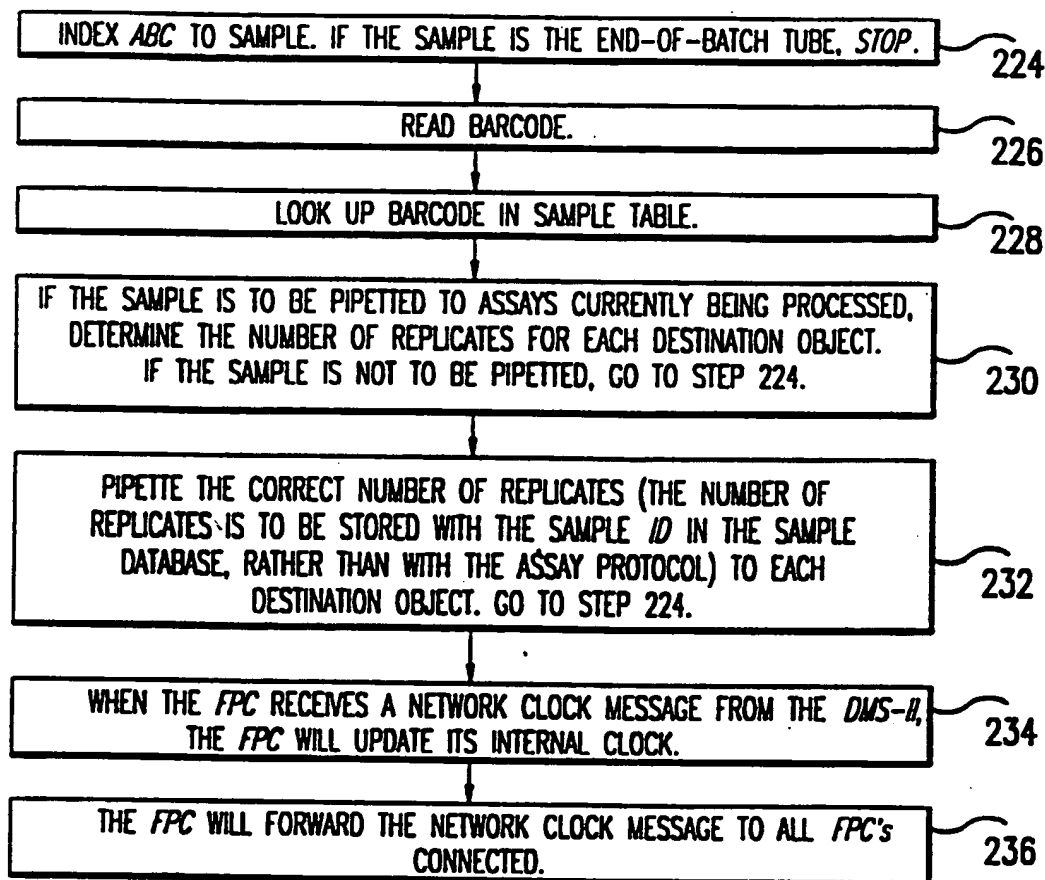 INDEX ABC TO SAMPLE. IF THE SAMPLE IS THE END-OF-BATCH TUBE, STOP.
224
READ BARCODE.
226
LOOK UP BARCODE IN SAMPLE TABLE.
228
IF THE SAMPLE IS TO BE PIPETTED TO ASSAYS CURRENTLY BEING PROCESSED,
DETERMINE THE NUMBER OF REPLICATES FOR EACH DESTINATION OBJECT.
IF THE SAMPLE IS NOT TO BE PIPETTED, GO TO STEP 224.
230
PIPETTE THE CORRECT NUMBER OF REPLICATES (THE NUMBER OF
REPLICATES IS TO BE STORED WITH THE SAMPLE ID IN THE SAMPLE
DATABASE, RATHER THAN WITH THE ASSAY PROTOCOL) TO EACH
DESTINATION OBJECT. GO TO STEP 224.
232
WHEN THE FPC RECEIVES A NETWORK CLOCK MESSAGE FROM THE DMS-H,
THE FPC WILL UPDATE ITS INTERNAL CLOCK.
234
THE FPC WILL FORWARD THE NETWORK CLOCK MESSAGE TO ALL FPC's
CONNECTED.
236